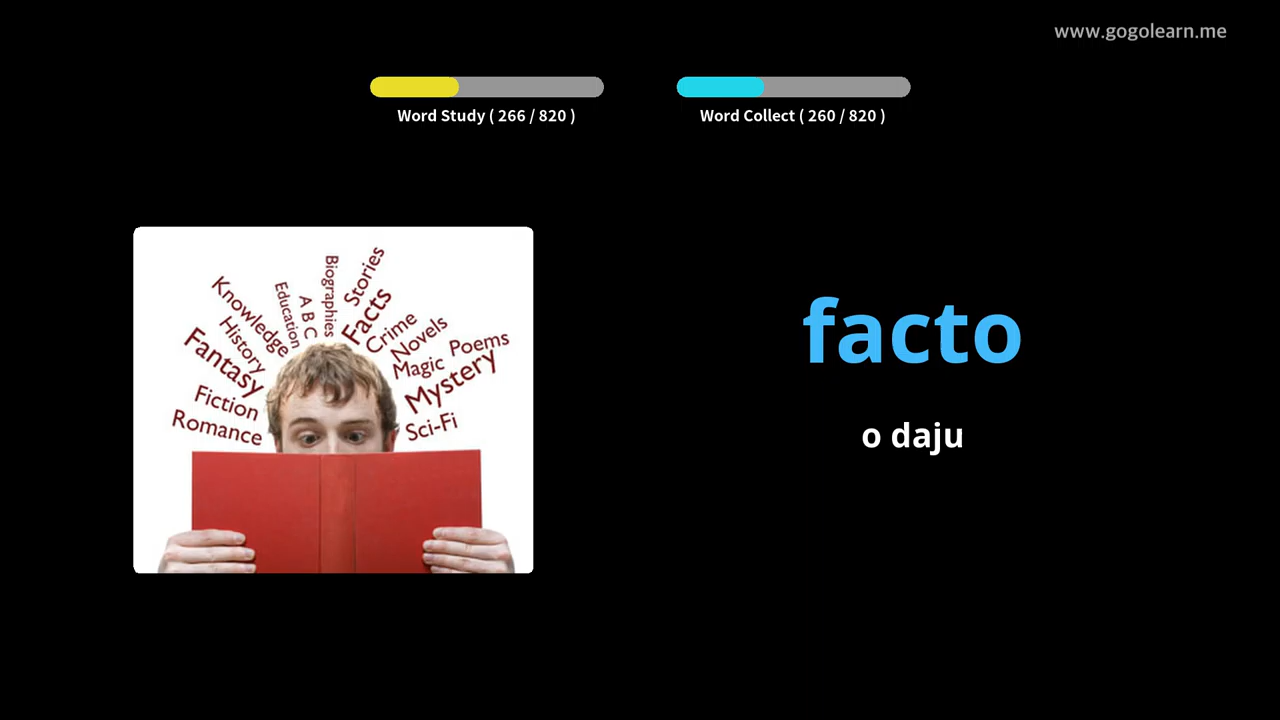 www.gogolearn.me
Word Study ( 266 / 820 )
Word Collect ( 260 / 820 )
Stories
Biographies
Facts
Education
A B C
Knowledge
Crime
History
Novels
Poems
Magic
Fantasy
Mystery
Fiction
Sci-Fi
Romance
facto
o daju